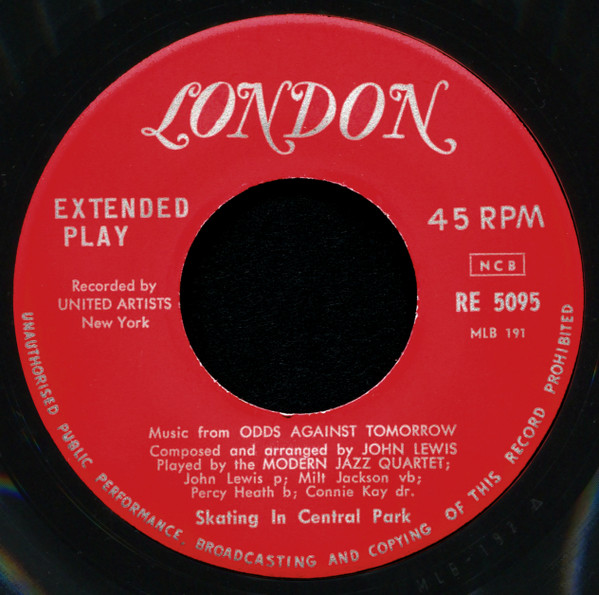 LONDON
EXTENDED
PLAY
45 RPM
NCB
Recorded by
UNITED ARTISTS
New York
RE 5095
MLB 191
Music from ODDS AGAINST TOMORROW
Composed and arranged by JOHN LEWIS
Played by the MODERN JAZZ QUARTET;
John Lewis p; Milt Jackson vb;
Percy Heath b; Connie Kay dr.
Skating In Central Park
UNAUTHORISED PUBLIC PERFORMANCE, BROADCASTING AND COPYING OF THIS RECORD PROHIBITED